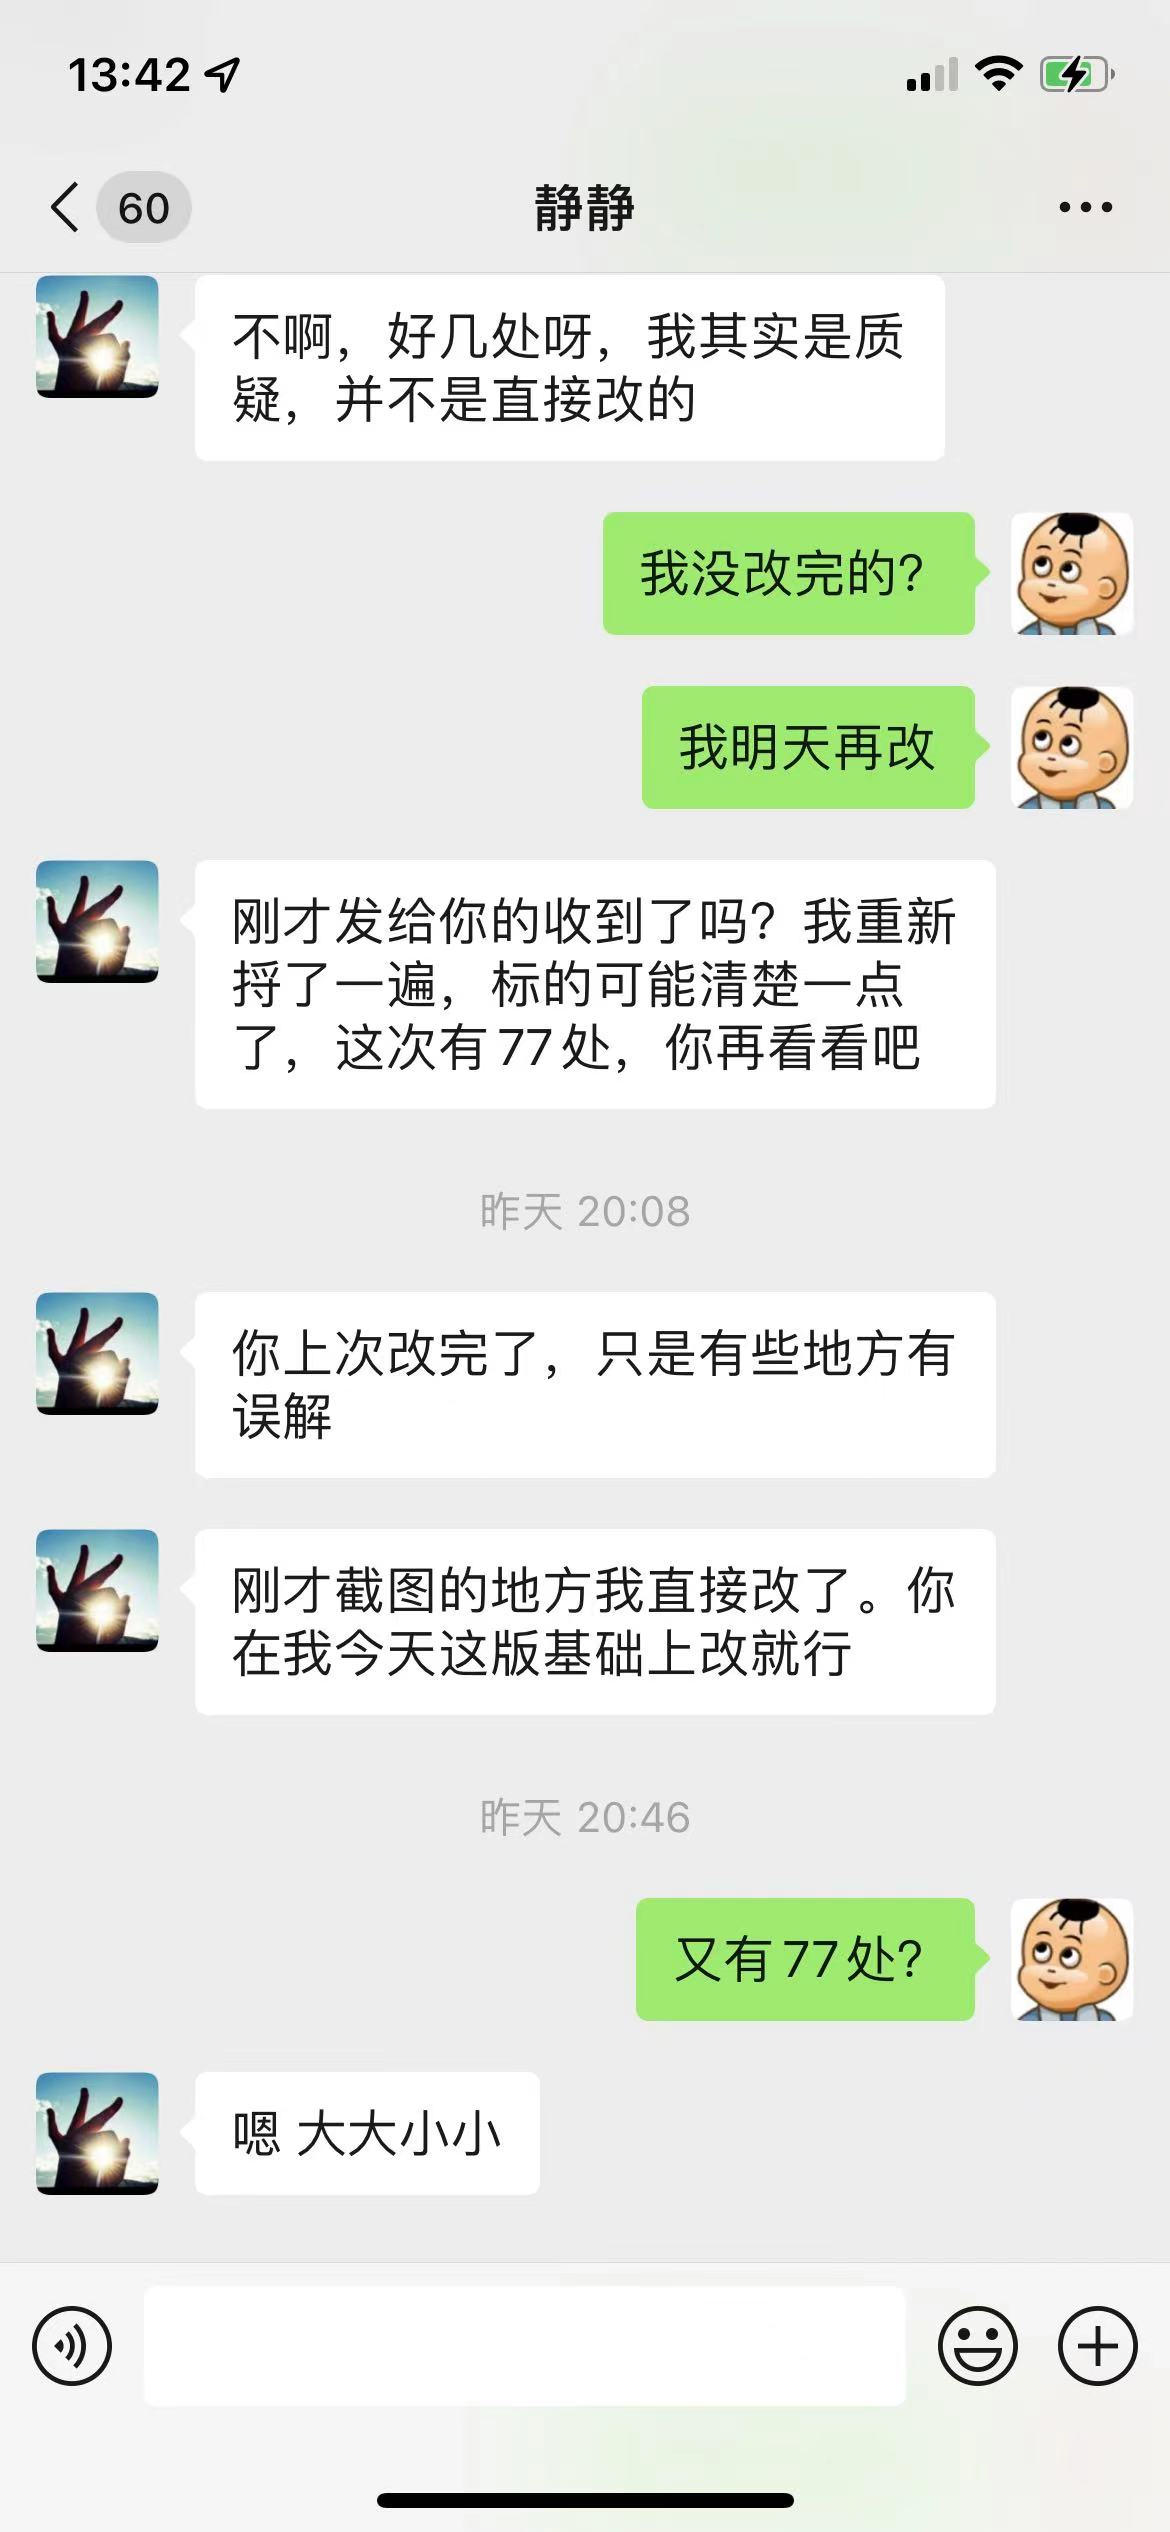 13:42
60
静静
不啊，好几处呀，我其实是质
疑，并不是直接改的
我没改完的？
我明天再改
刚才发给你的收到了吗？我重新
捋了一遍，标的可能清楚一点
了，这次有77处，你再看看吧
昨天 20:08
你上次改完了，只是有些地方有
误解
刚才截图的地方我直接改了。你
在我今天这版基础上改就行
昨天 20:46
又有77处？
嗯 大大小小